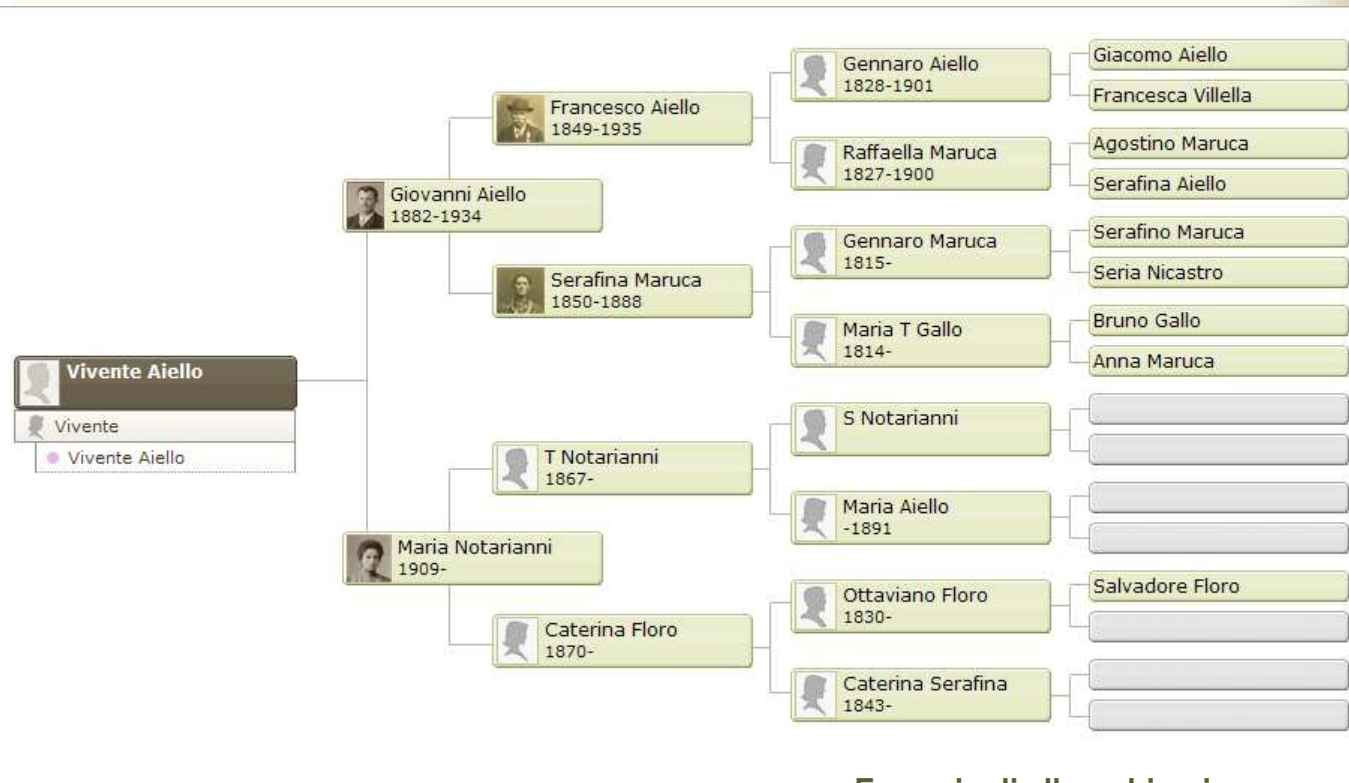 Vivente Aiello
Vivente
Vivente Aiello
Giovanni Aiello
1882-1934
Maria Notarianni
1909-
Francesco Aiello
1849-1935
Serafina Maruca
1850-1888
T Notarianni
1867-
Caterina Floro
1870-
Gennaro Aiello
1828-1901
Raffaella Maruca
1827-1900
Gennaro Maruca
1815-
Maria T Gallo
1814-
S Notarianni
Maria Aiello
-1891
Ottaviano Floro
1830-
Caterina Serafina
1843-
Giacomo Aiello
Francesca Villella
Agostino Maruca
Serafina Aiello
Serafino Maruca
Seria Nicastro
Bruno Gallo
Anna Maruca
Salvadore Floro